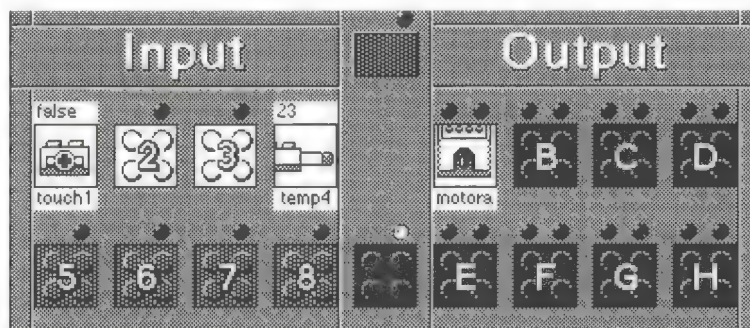 Input Output
false 23
2 3 B C D
touch1 temp4 motora
5 6 7 8 E F G H